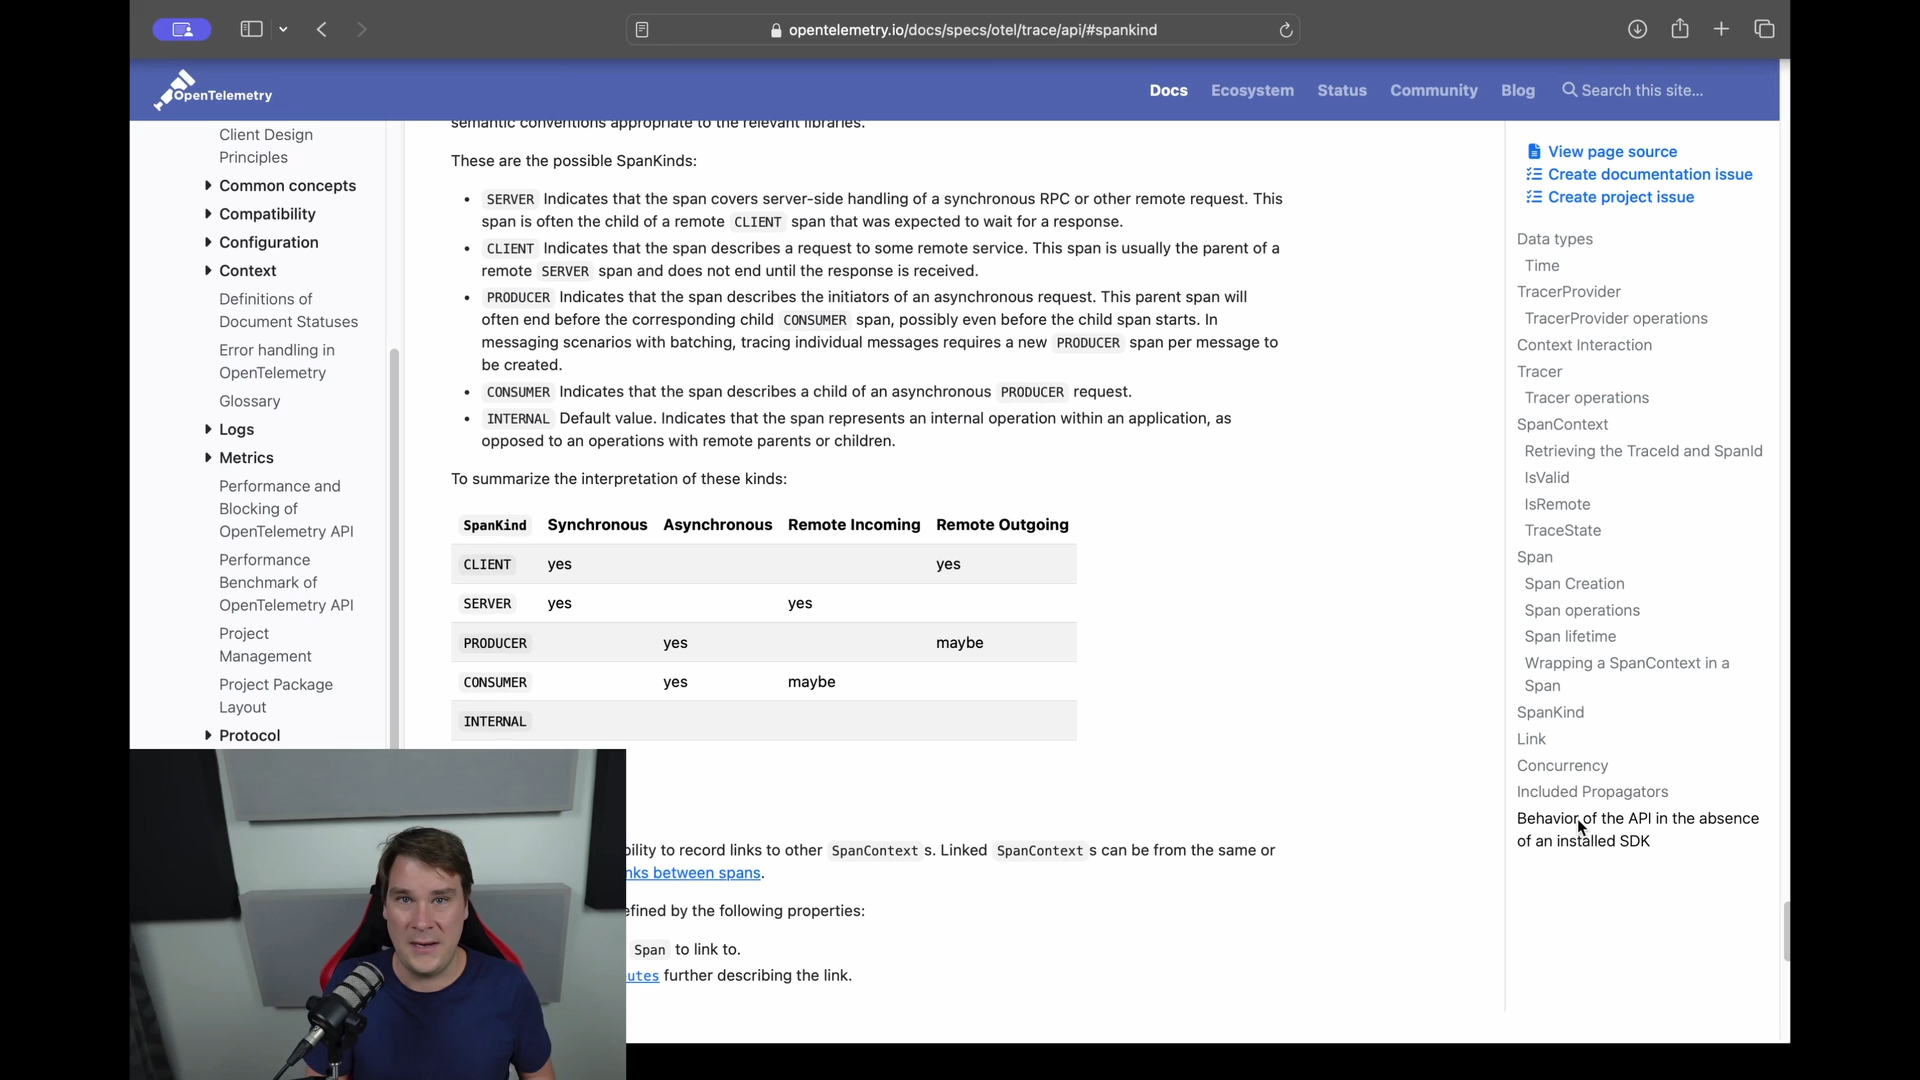 opentelemetry.io/docs/specs/otel/trace/api/#spankind
OpenTelemetry
Docs
Ecosystem
Status
Community
Blog
Search this site…
Client Design
Principles
Common concepts
Compatibility
Configuration
Context
Definitions of
Document Statuses
Error handling in
OpenTelemetry
Glossary
Logs
Metrics
Performance and
Blocking of
OpenTelemetry API
Performance
Benchmark of
OpenTelemetry API
Project
Management
Project Package
Layout
Protocol
semantic conventions appropriate to the relevant libraries.
These are the possible SpanKinds:
• SERVER Indicates that the span covers server-side handling of a synchronous RPC or other remote request. This
span is often the child of a remote CLIENT span that was expected to wait for a response.
• CLIENT Indicates that the span describes a request to some remote service. This span is usually the parent of a
remote SERVER span and does not end until the response is received.
• PRODUCER Indicates that the span describes the initiators of an asynchronous request. This parent span will
often end before the corresponding child CONSUMER span, possibly even before the child span starts. In
messaging scenarios with batching, tracing individual messages requires a new PRODUCER span per message to
be created.
• CONSUMER Indicates that the span describes a child of an asynchronous PRODUCER request.
• INTERNAL Default value. Indicates that the span represents an internal operation within an application, as
opposed to an operations with remote parents or children.
To summarize the interpretation of these kinds:
SpanKind Synchronous Asynchronous Remote Incoming Remote Outgoing
CLIENT yes yes
SERVER yes yes
PRODUCER yes maybe
CONSUMER yes maybe
INTERNAL
bility to record links to other SpanContext s. Linked SpanContext s can be from the same or
nks between spans.
efined by the following properties:
Span to link to.
utes further describing the link.
View page source
Create documentation issue
Create project issue
Data types
Time
TracerProvider
TracerProvider operations
Context Interaction
Tracer
Tracer operations
SpanContext
Retrieving the TraceId and SpanId
IsValid
IsRemote
TraceState
Span
Span Creation
Span operations
Span lifetime
Wrapping a SpanContext in a
Span
SpanKind
Link
Concurrency
Included Propagators
Behavior of the API in the absence
of an installed SDK